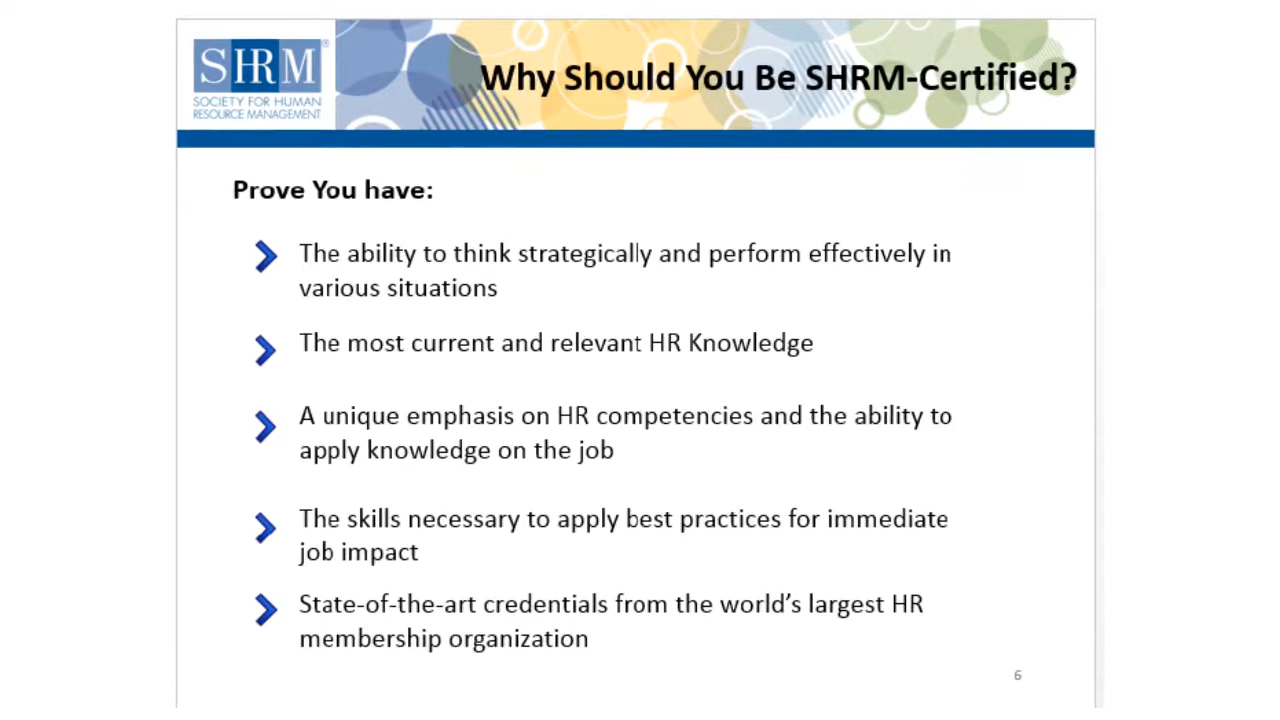 SHRM®
SOCIETY FOR HUMAN
RESOURCE MANAGEMENT
Why Should You Be SHRM-Certified?
Prove You have:
The ability to think strategically and perform effectively in
various situations
The most current and relevant HR Knowledge
A unique emphasis on HR competencies and the ability to
apply knowledge on the job
The skills necessary to apply best practices for immediate
job impact
State-of-the-art credentials from the world’s largest HR
membership organization
6